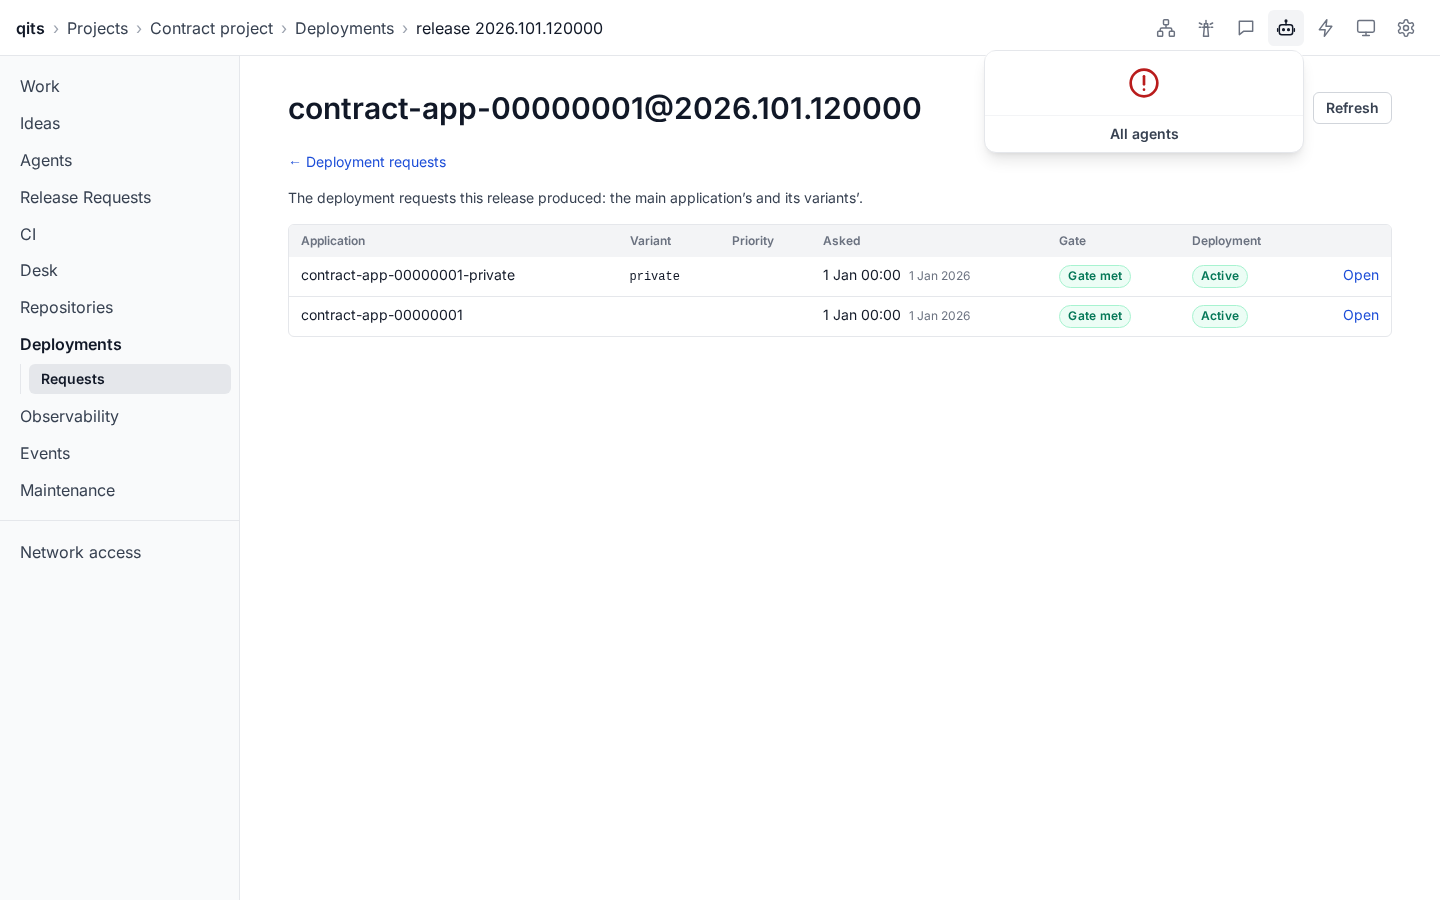 qits › Projects › Contract project › Deployments › release 2026.101.120000
Work
Ideas
Agents
Release Requests
CI
Desk
Repositories
Deployments
Requests
Observability
Events
Maintenance
Network access
All agents
contract-app-00000001@2026.101.120000
Refresh
← Deployment requests
The deployment requests this release produced: the main application’s and its variants’.
Application Variant Priority Asked Gate Deployment
contract-app-00000001-private private 1 Jan 00:00 1 Jan 2026 Gate met Active Open
contract-app-00000001 1 Jan 00:00 1 Jan 2026 Gate met Active Open